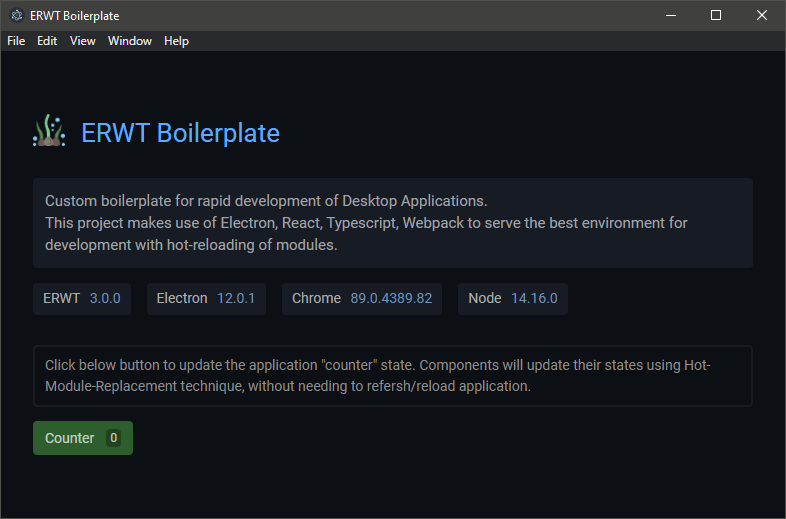 ERWT Boilerplate
File Edit View Window Help
ERWT Boilerplate
Custom boilerplate for rapid development of Desktop Applications.
This project makes use of Electron, React, Typescript, Webpack to serve the best environment for
development with hot-reloading of modules.
ERWT 3.0.0 Electron 12.0.1 Chrome 89.0.4389.82 Node 14.16.0
Click below button to update the application "counter" state. Components will update their states using Hot-
Module-Replacement technique, without needing to refersh/reload application.
Counter 0